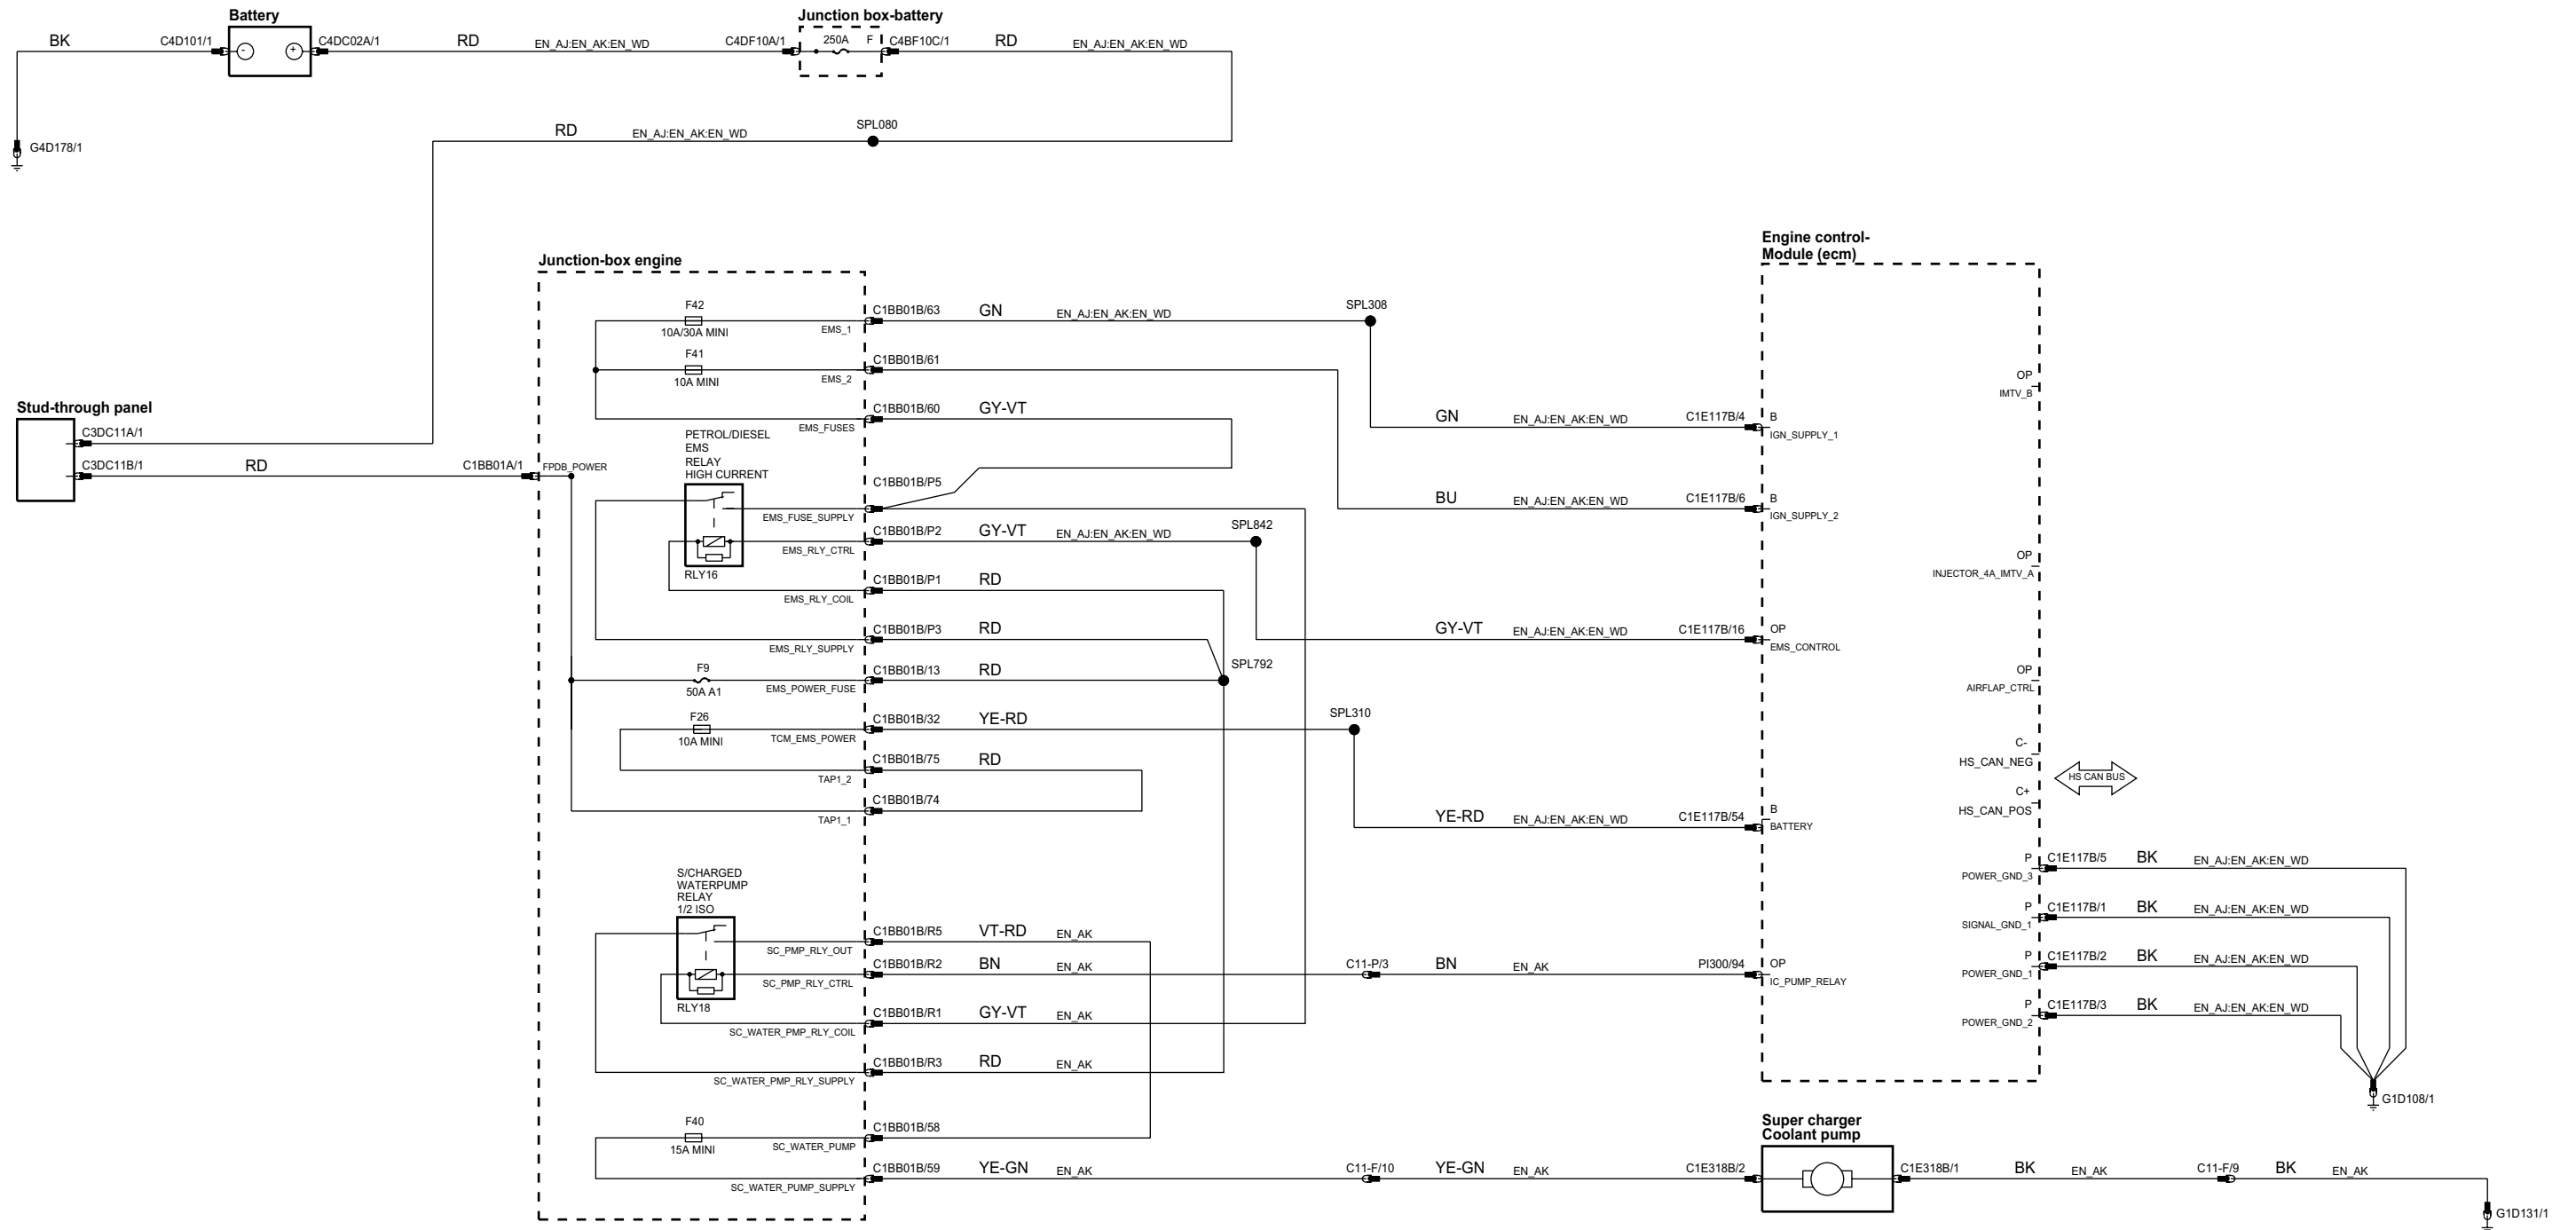 Battery
Junction box-battery
BK
C4D101/1
-
+
C4DC02A/1
RD
EN_AJ:EN_AK:EN_WD
C4DF10A/1
250A
F
C4BF10C/1
RD
EN_AJ:EN_AK:EN_WD
RD
EN_AJ:EN_AK:EN_WD
SPL080
G4D178/1
Engine control-
Module (ecm)
Junction-box engine
F42
10A/30A MINI
EMS_1
C1BB01B/63
GN
EN_AJ:EN_AK:EN_WD
SPL308
F41
10A MINI
EMS_2
C1BB01B/61
OP
IMTV_B
Stud-through panel
C3DC11A/1
C3DC11B/1
RD
C1BB01A/1
FPDB_POWER
C1BB01B/60
GY-VT
EMS_FUSES
GN
EN_AJ:EN_AK:EN_WD
C1E117B/4
B
IGN_SUPPLY_1
PETROL/DIESEL
EMS
RELAY
HIGH CURRENT
C1BB01B/P5
EMS_FUSE_SUPPLY
BU
EN_AJ:EN_AK:EN_WD
C1E117B/6
B
IGN_SUPPLY_2
C1BB01B/P2
GY-VT
EN_AJ:EN_AK:EN_WD
SPL842
EMS_RLY_CTRL
OP
INJECTOR_4A_IMTV_A
RLY16
C1BB01B/P1
RD
EMS_RLY_COIL
C1BB01B/P3
RD
EMS_RLY_SUPPLY
GY-VT
EN_AJ:EN_AK:EN_WD
C1E117B/16
OP
EMS_CONTROL
F9
50A A1
EMS_POWER_FUSE
C1BB01B/13
RD
SPL792
OP
AIRFLAP_CTRL
F26
10A MINI
TCM_EMS_POWER
C1BB01B/32
YE-RD
SPL310
C1BB01B/75
RD
TAP1_2
C-
HS_CAN_NEG
HS CAN BUS
C+
HS_CAN_POS
C1BB01B/74
TAP1_1
YE-RD
EN_AJ:EN_AK:EN_WD
C1E117B/54
B
BATTERY
P
POWER_GND_3
C1E117B/5
BK
EN_AJ:EN_AK:EN_WD
S/CHARGED
WATERPUMP
RELAY
1/2 ISO
P
SIGNAL_GND_1
C1E117B/1
BK
EN_AJ:EN_AK:EN_WD
C1BB01B/R5
VT-RD
EN_AK
SC_PMP_RLY_OUT
C1BB01B/R2
BN
EN_AK
SC_PMP_RLY_CTRL
C11-P/3
BN
EN_AK
PI300/94
OP
IC_PUMP_RELAY
P
POWER_GND_1
C1E117B/2
BK
EN_AJ:EN_AK:EN_WD
RLY18
C1BB01B/R1
GY-VT
EN_AK
SC_WATER_PMP_RLY_COIL
P
POWER_GND_2
C1E117B/3
BK
EN_AJ:EN_AK:EN_WD
C1BB01B/R3
RD
EN_AK
SC_WATER_PMP_RLY_SUPPLY
G1D108/1
F40
15A MINI
SC_WATER_PUMP
C1BB01B/58
Super charger
Coolant pump
C1BB01B/59
YE-GN
EN_AK
SC_WATER_PUMP_SUPPLY
C11-F/10
YE-GN
EN_AK
C1E318B/2
C1E318B/1
BK
EN_AK
C11-F/9
BK
EN_AK
G1D131/1